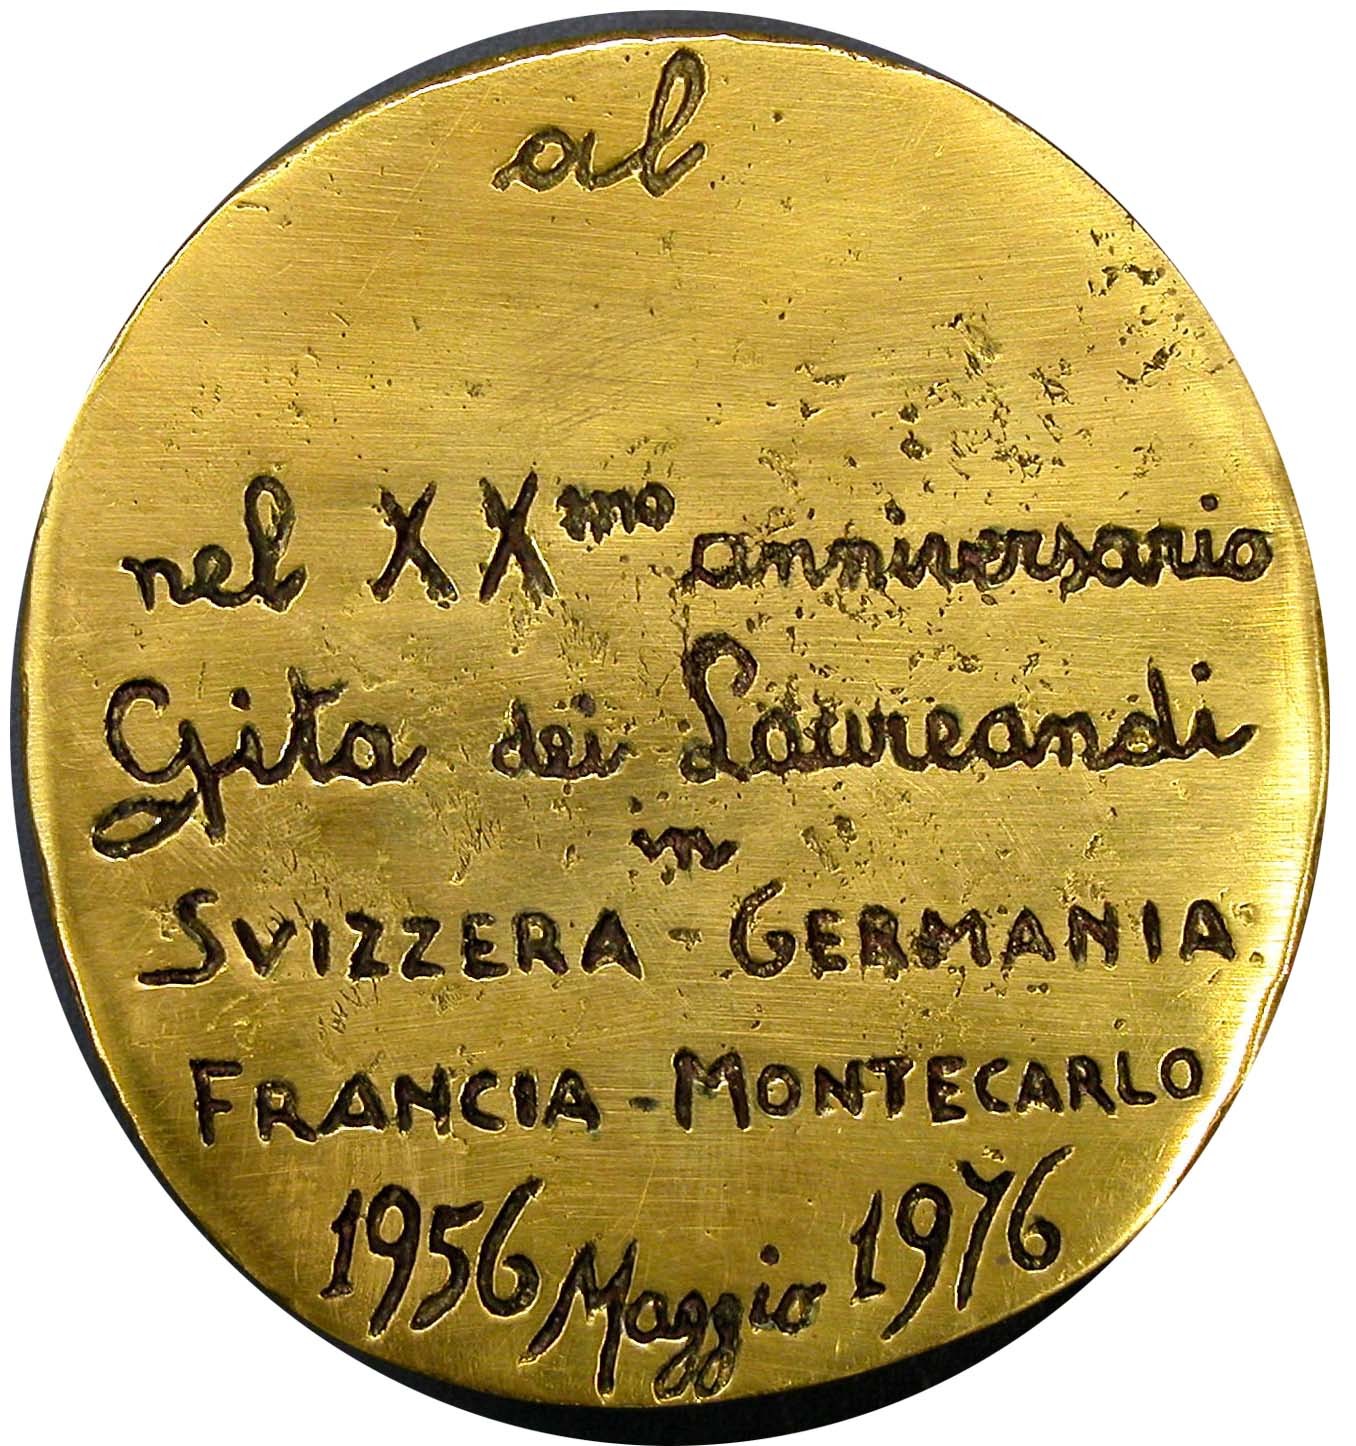 al
nel XXmo anniversario
Gita dei Laureandi
in
SVIZZERA - GERMANIA
FRANCIA - MONTECARLO
1956 Maggio 1976